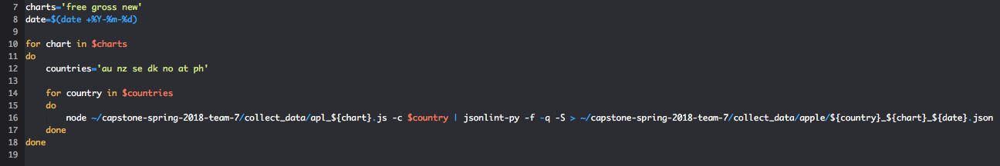 7 charts='free gross new'
8 date=$(date +%Y-%m-%d)
9
10 for chart in $charts
11 do
12     countries='au nz se dk no at ph'
13
14     for country in $countries
15     do
16         node ~/capstone-spring-2018-team-7/collect_data/apl_${chart}.js -c $country | jsonlint-py -f -q -S > ~/capstone-spring-2018-team-7/collect_data/apple/${country}_${chart}_${date}.json
17     done
18 done
19